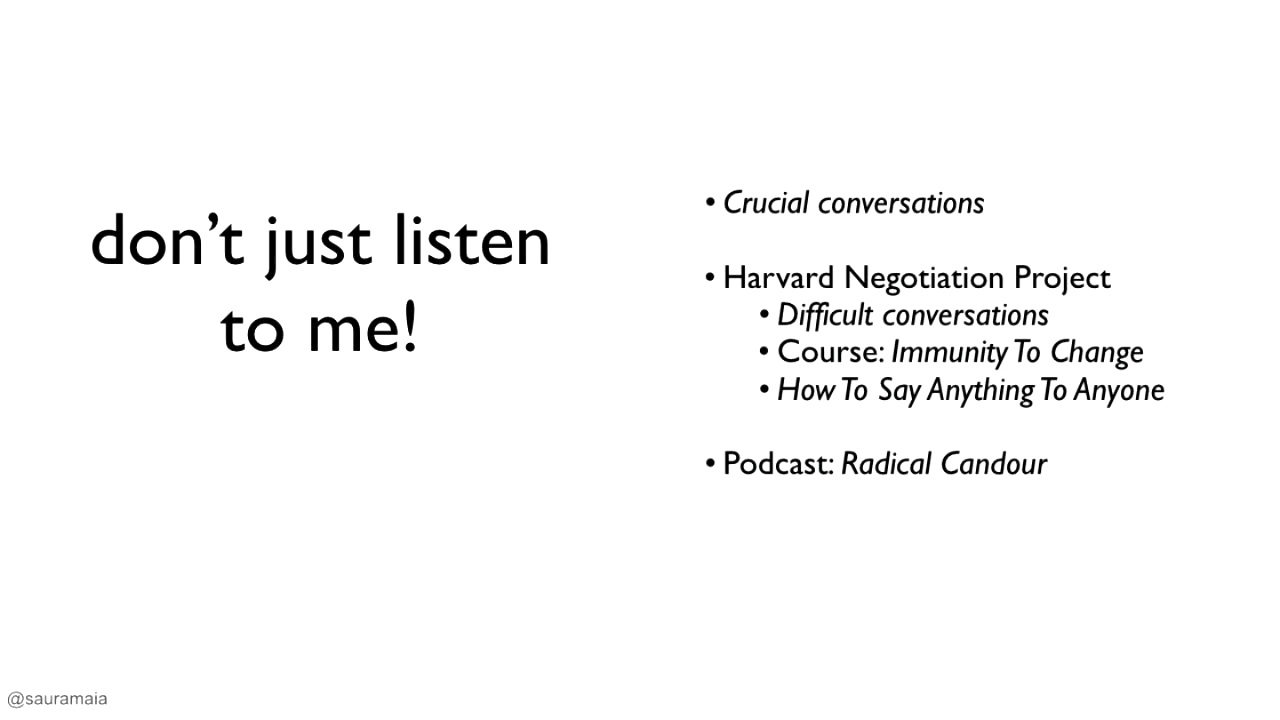 don’t just listen
to me!
• Crucial conversations
• Harvard Negotiation Project
• Difficult conversations
• Course: Immunity To Change
• How To Say Anything To Anyone
• Podcast: Radical Candour
@sauramaia